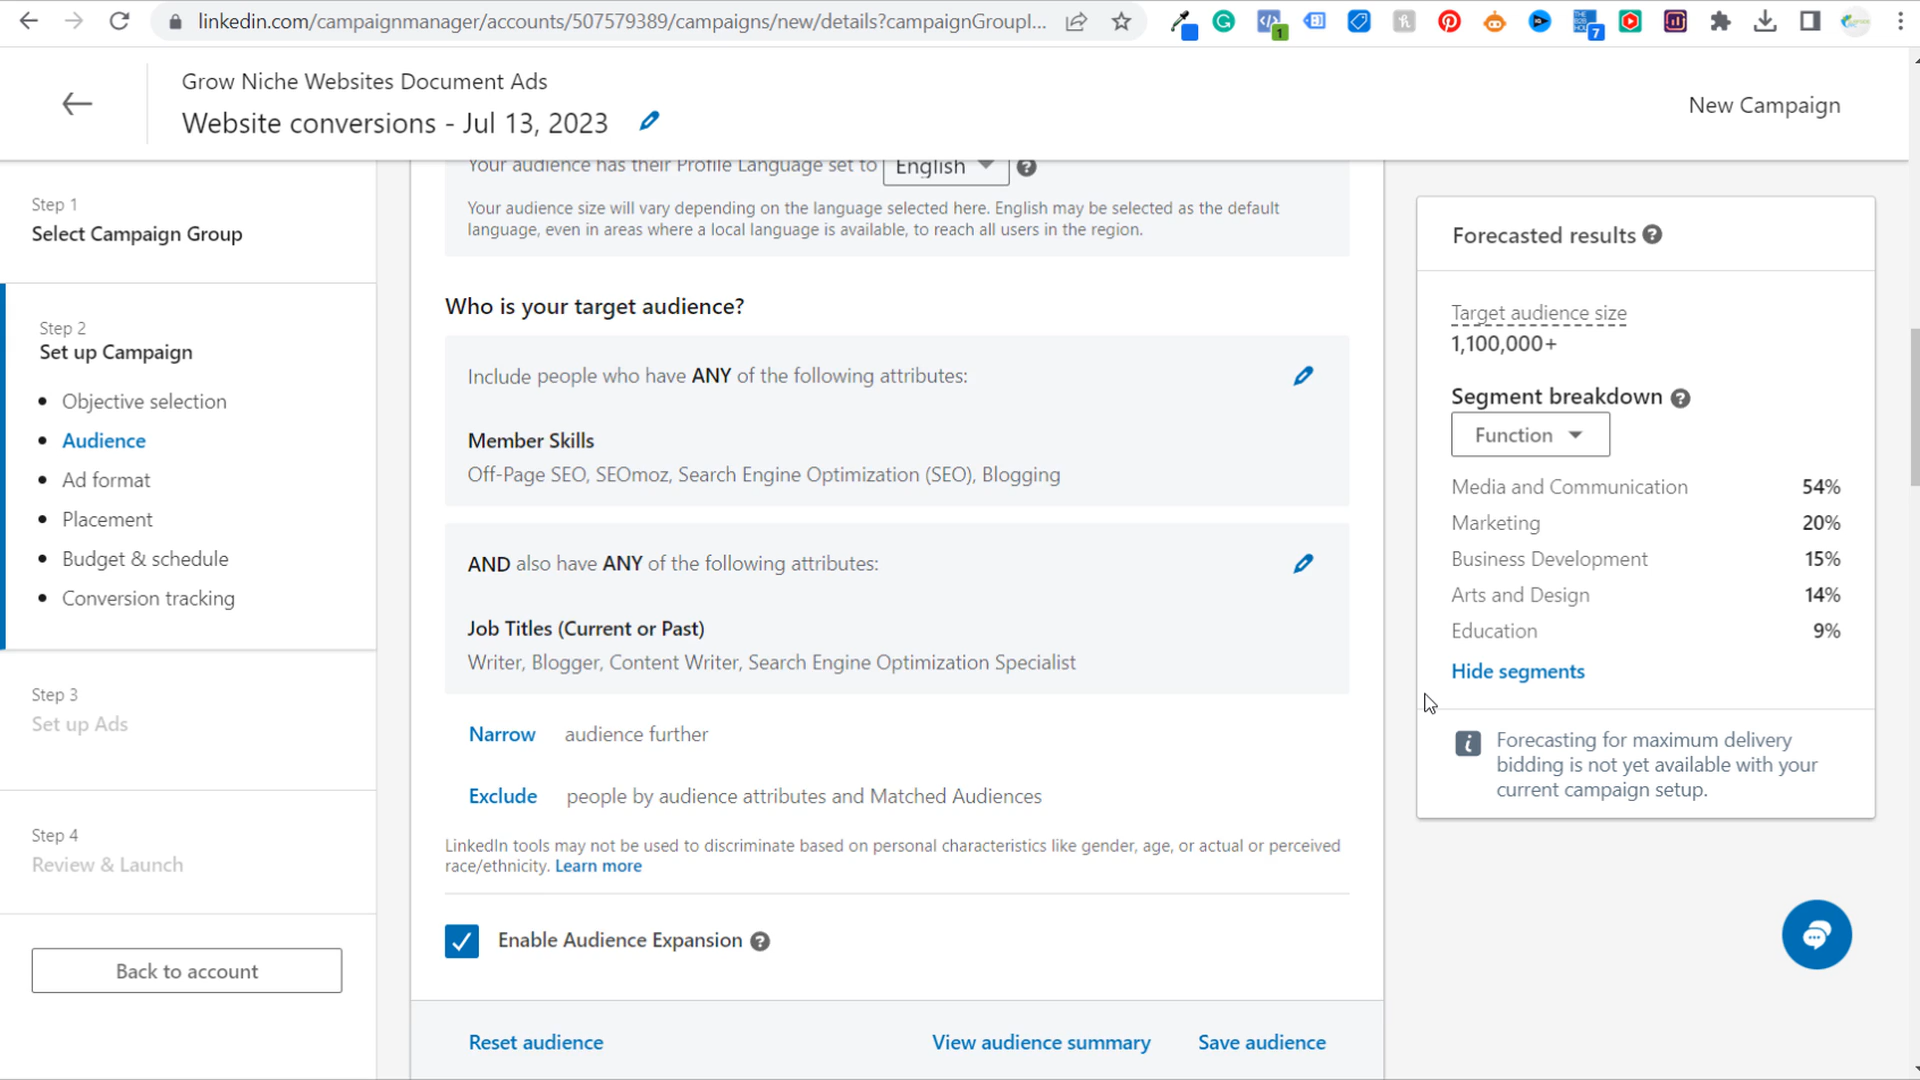 linkedin.com/campaignmanager/accounts/507579389/campaigns/new/details?campaignGroupI...
1
7
Grow Niche Websites Document Ads
Website conversions - Jul 13, 2023
New Campaign
Step 1
Select Campaign Group
Step 2
Set up Campaign
Objective selection
Audience
Ad format
Placement
Budget & schedule
Conversion tracking
Step 3
Set up Ads
Step 4
Review & Launch
Back to account
Your audience has their Profile Language set to English
Your audience size will vary depending on the language selected here. English may be selected as the default
language, even in areas where a local language is available, to reach all users in the region.
Who is your target audience?
Include people who have ANY of the following attributes:
Member Skills
Off-Page SEO, SEOmoz, Search Engine Optimization (SEO), Blogging
AND also have ANY of the following attributes:
Job Titles (Current or Past)
Writer, Blogger, Content Writer, Search Engine Optimization Specialist
Narrow audience further
Exclude people by audience attributes and Matched Audiences
LinkedIn tools may not be used to discriminate based on personal characteristics like gender, age, or actual or perceived
race/ethnicity. Learn more
Enable Audience Expansion
Reset audience
View audience summary
Save audience
Forecasted results
Target audience size
1,100,000+
Segment breakdown
Function
Media and Communication 54%
Marketing 20%
Business Development 15%
Arts and Design 14%
Education 9%
Hide segments
Forecasting for maximum delivery
bidding is not yet available with your
current campaign setup.